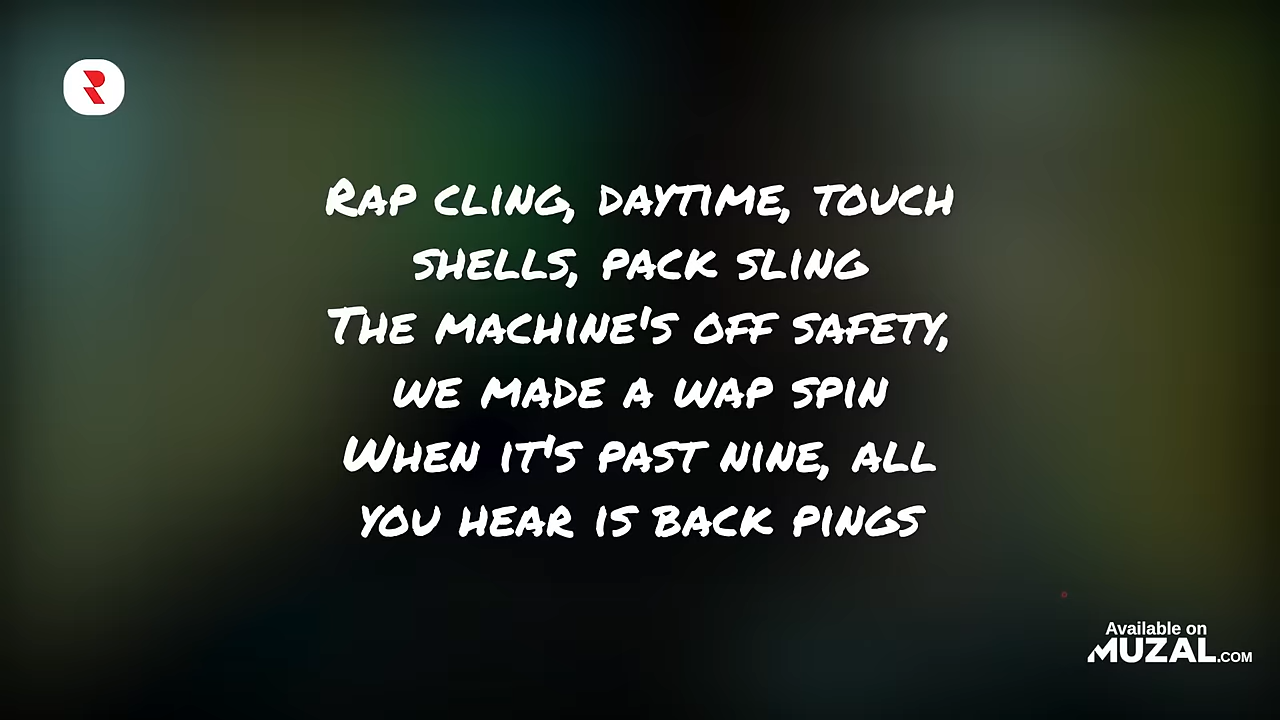 Rap cling, daytime, touch
shells, pack sling
The machine's off safety,
we made a wap spin
When it's past nine, all
you hear is back pings
Available on
MUZAL.COM